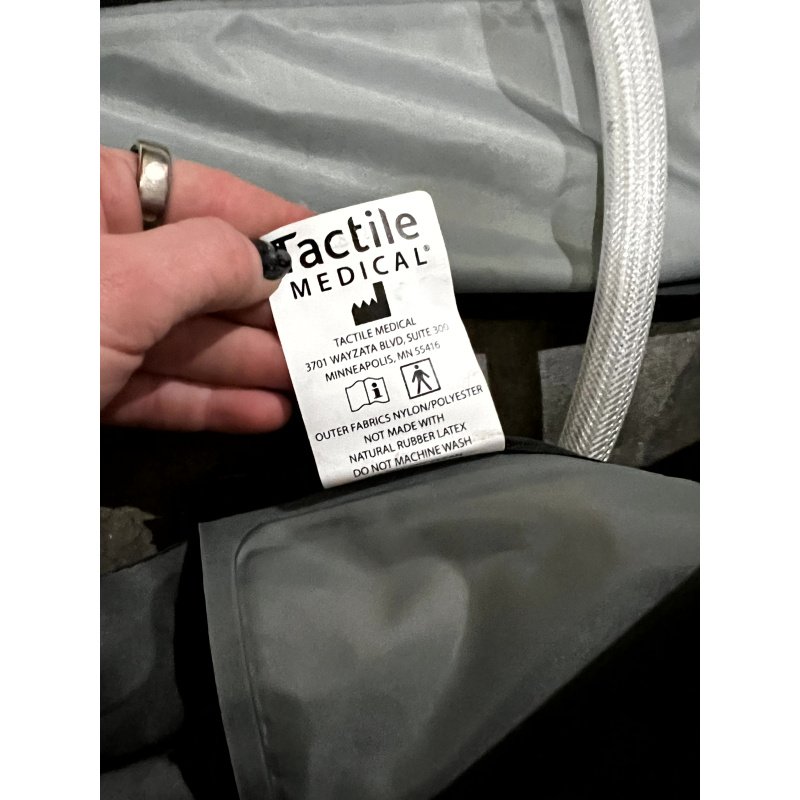 Tactile
MEDICAL®
TACTILE MEDICAL
3701 WAYZATA BLVD, SUITE 300
MINNEAPOLIS, MN 55416
i
OUTER FABRICS NYLON/POLYESTER
NOT MADE WITH
NATURAL RUBBER LATEX
DO NOT MACHINE WASH